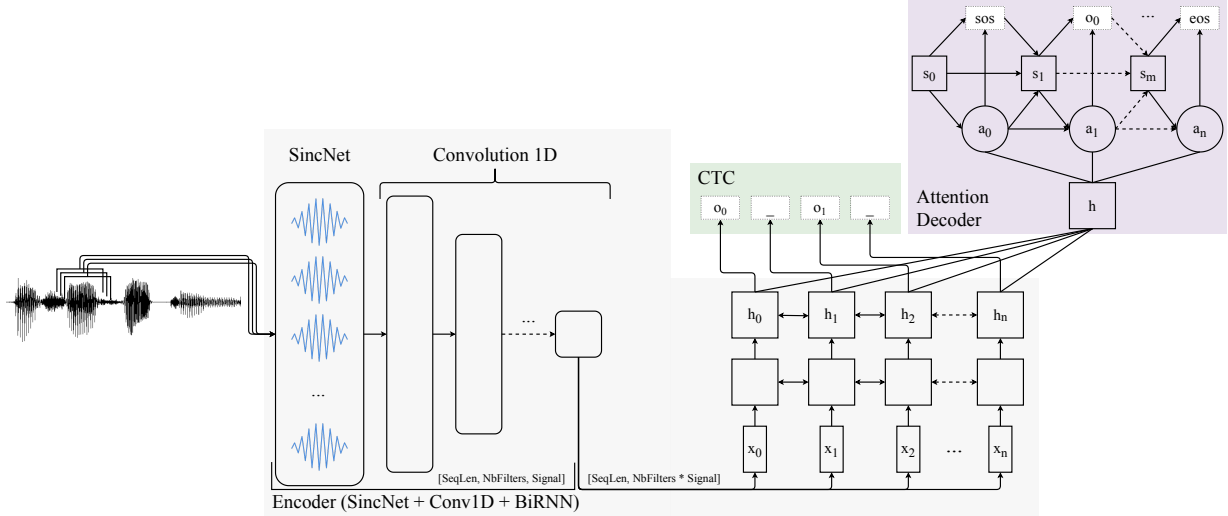 sos o₀ ... eos
s₀ s₁ sₘ
a₀ a₁ aₙ
SincNet Convolution 1D
CTC
o₀ _ o₁ _
Attention
Decoder
h
...
h₀ h₁ h₂ hₙ
...
x₀ x₁ x₂ ... xₙ
[SeqLen, NbFilters, Signal] [SeqLen, NbFilters * Signal]
Encoder (SincNet + Conv1D + BiRNN)